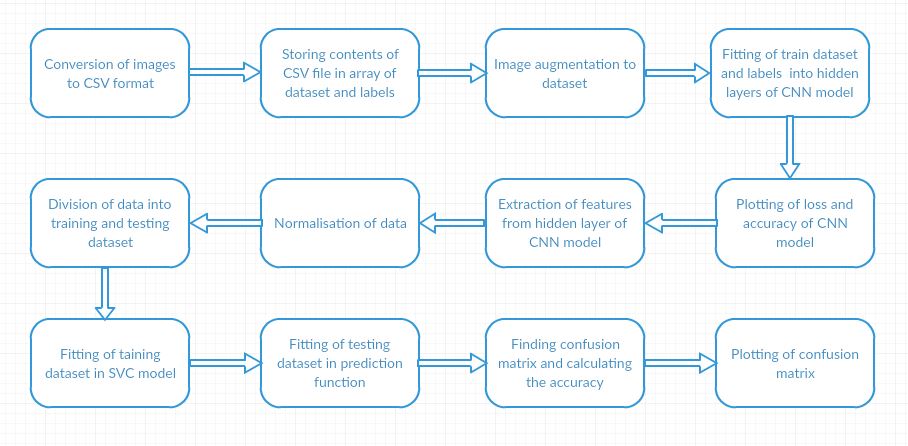 Conversion of images
to CSV format
Storing contents of
CSV file in array of
dataset and labels
Image augmentation to
dataset
Fitting of train dataset
and labels into hidden
layers of CNN model
Plotting of loss and
accuracy of CNN
model
Extraction of features
from hidden layer of
CNN model
Normalisation of data
Division of data into
training and testing
dataset
Fitting of taining
dataset in SVC model
Fitting of testing
dataset in prediction
function
Finding confusion
matrix and calculating
the accuracy
Plotting of confusion
matrix